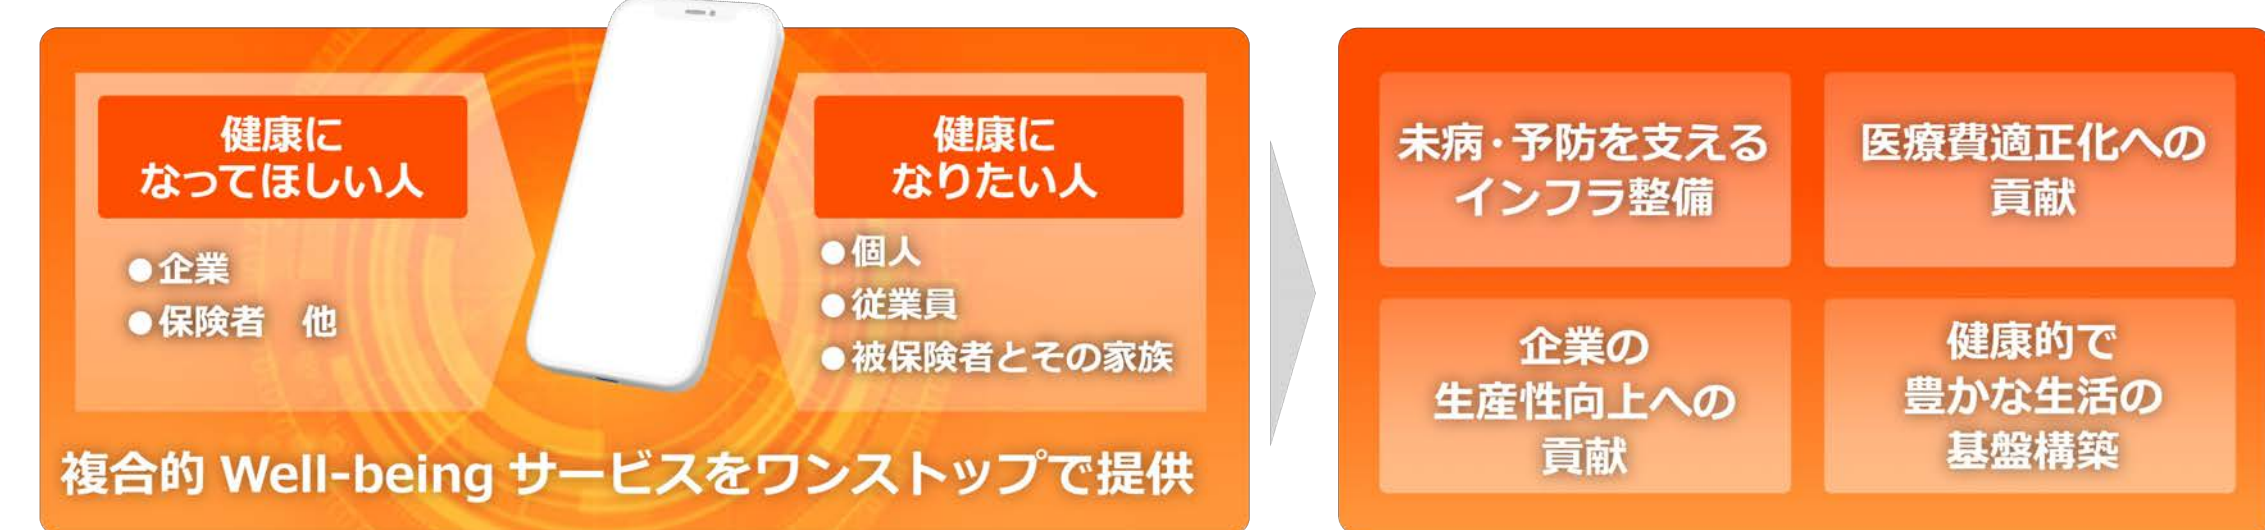 健康に
なってほしい人
●企業
●保険者　他
健康に
なりたい人
●個人
●従業員
●被保険者とその家族
複合的 Well-being サービスをワンストップで提供
未病・予防を支える
インフラ整備
医療費適正化への
貢献
企業の
生産性向上への
貢献
健康的で
豊かな生活の
基盤構築